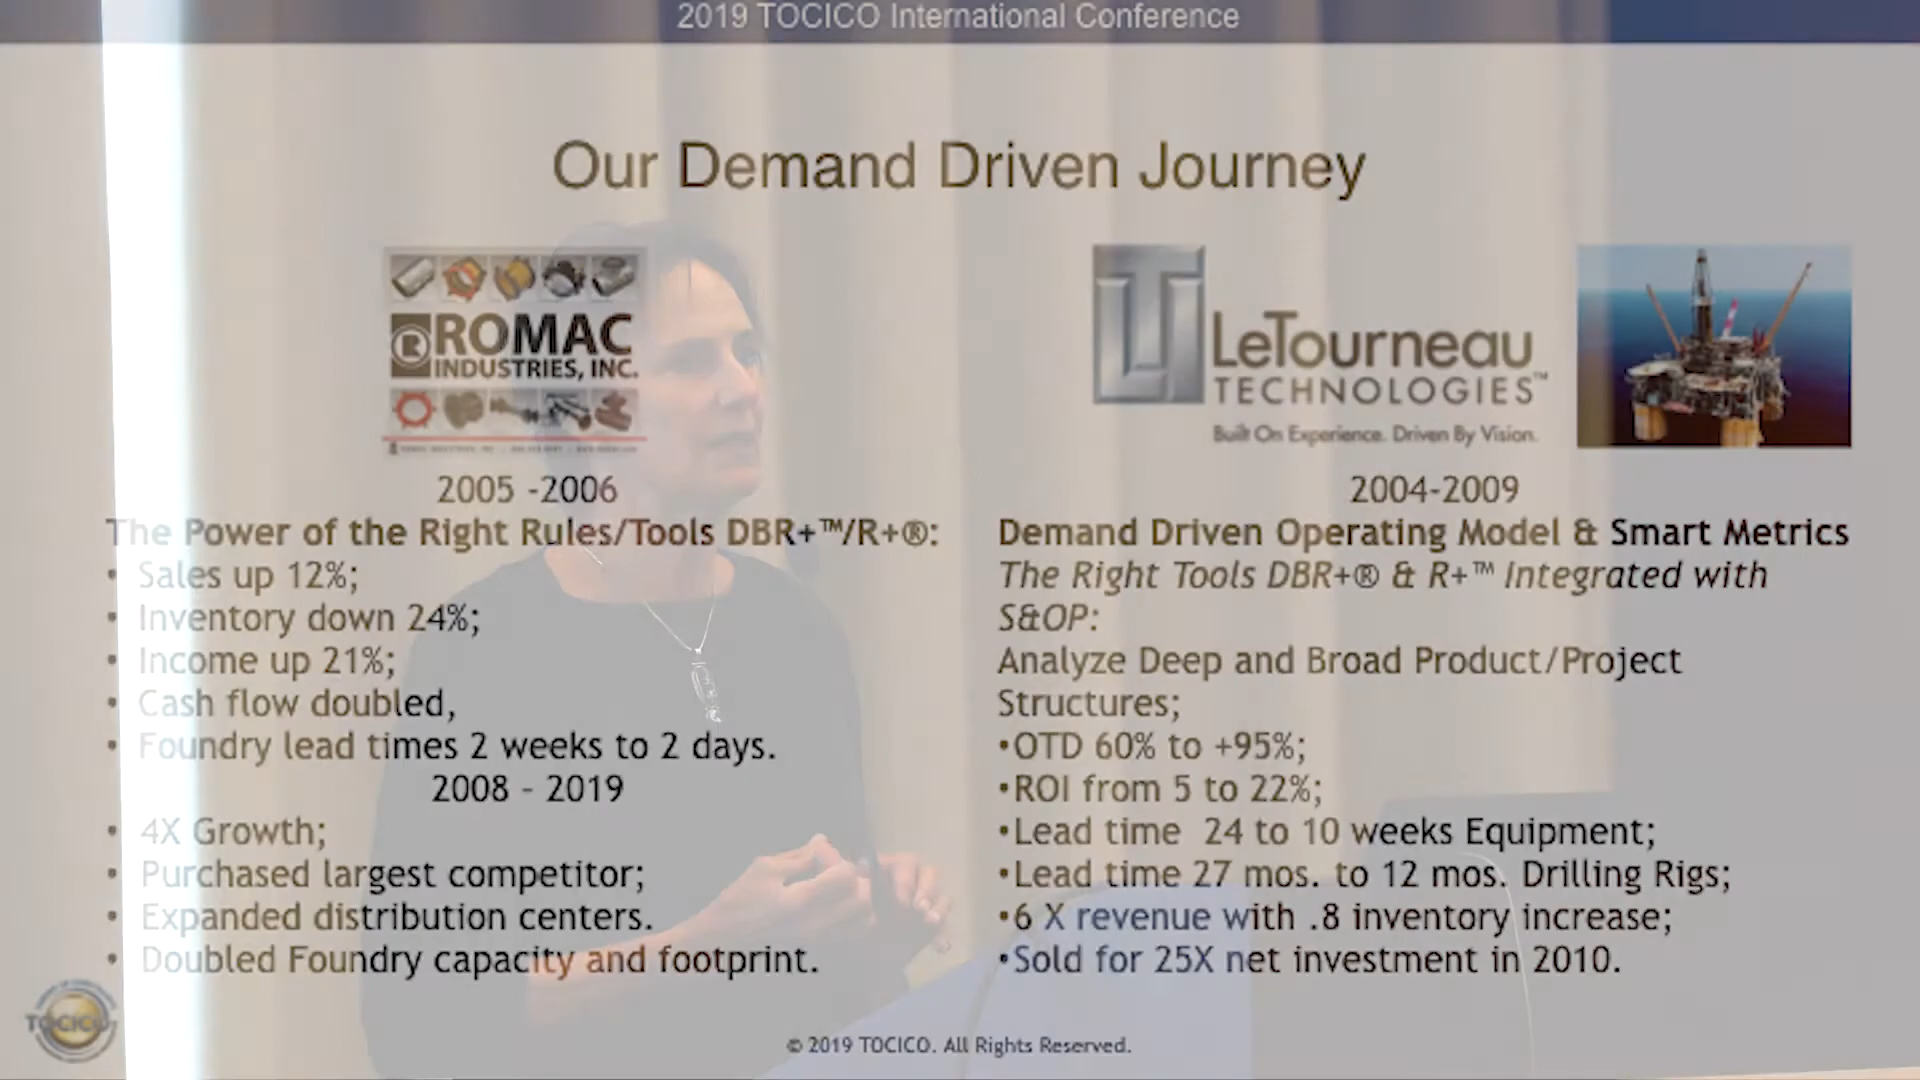 2019 TOCICO International Conference
Our Demand Driven Journey
ROMAC
INDUSTRIES, INC.
2005 -2006
The Power of the Right Rules/Tools DBR+™/R+®:
• Sales up 12%;
• Inventory down 24%;
• Income up 21%;
• Cash flow doubled,
• Foundry lead times 2 weeks to 2 days.
2008 - 2019
• 4X Growth;
• Purchased largest competitor;
• Expanded distribution centers.
• Doubled Foundry capacity and footprint.
LeTourneau
TECHNOLOGIES™
Built On Experience. Driven By Vision.
2004-2009
Demand Driven Operating Model & Smart Metrics
The Right Tools DBR+® & R+™ Integrated with
S&OP:
Analyze Deep and Broad Product/Project
Structures;
•OTD 60% to +95%;
•ROI from 5 to 22%;
•Lead time 24 to 10 weeks Equipment;
•Lead time 27 mos. to 12 mos. Drilling Rigs;
•6 X revenue with .8 inventory increase;
•Sold for 25X net investment in 2010.
TOCICO
© 2019 TOCICO. All Rights Reserved.